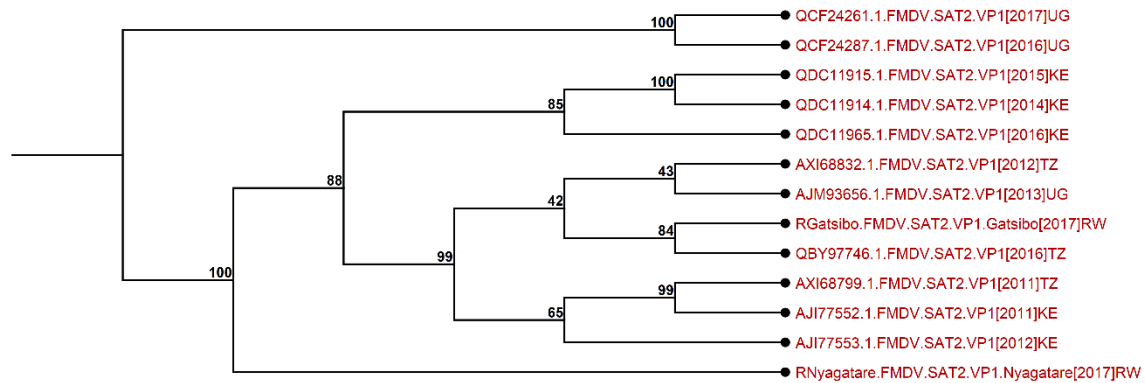 100
QCF24261.1.FMDV.SAT2.VP1[2017]UG
QCF24287.1.FMDV.SAT2.VP1[2016]UG
100
QDC11915.1.FMDV.SAT2.VP1[2015]KE
85
QDC11914.1.FMDV.SAT2.VP1[2014]KE
QDC11965.1.FMDV.SAT2.VP1[2016]KE
88
43
AXI68832.1.FMDV.SAT2.VP1[2012]TZ
42
AJM93656.1.FMDV.SAT2.VP1[2013]UG
84
RGatsibo.FMDV.SAT2.VP1.Gatsibo[2017]RW
99
QBY97746.1.FMDV.SAT2.VP1[2016]TZ
100
99
AXI68799.1.FMDV.SAT2.VP1[2011]TZ
65
AJI77552.1.FMDV.SAT2.VP1[2011]KE
AJI77553.1.FMDV.SAT2.VP1[2012]KE
RNyagatare.FMDV.SAT2.VP1.Nyagatare[2017]RW